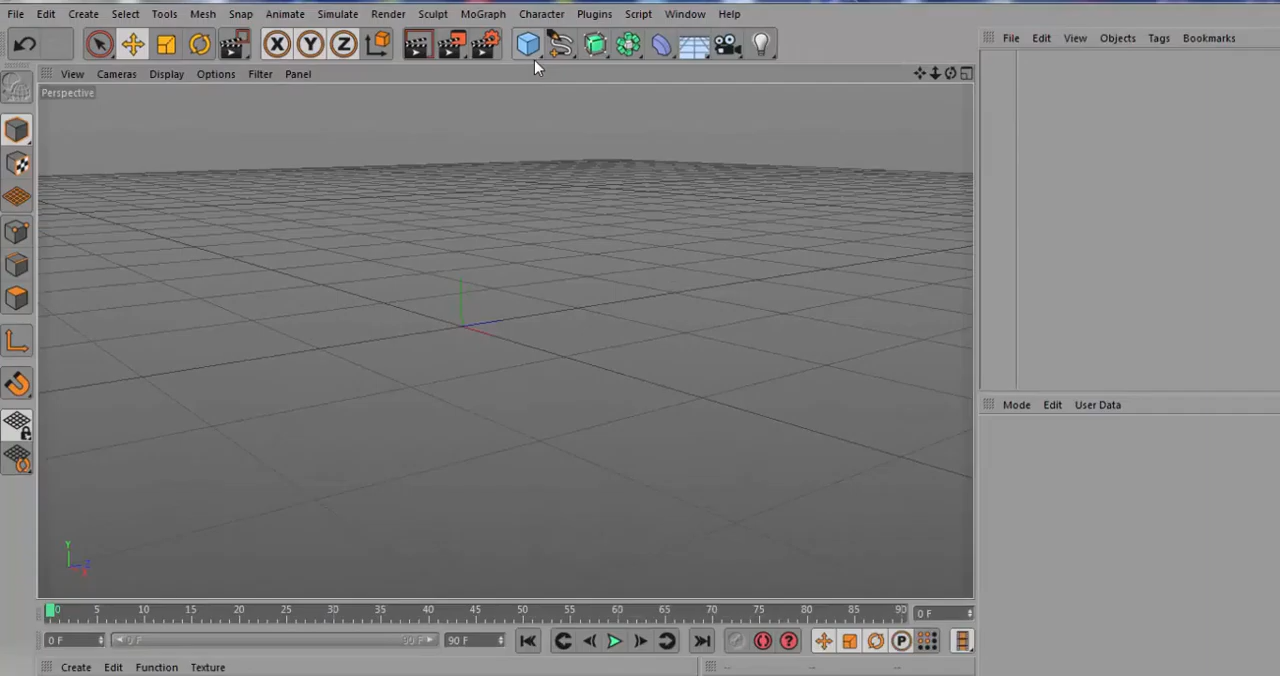 File Edit Create Select Tools Mesh Snap Animate Simulate Render Sculpt MoGraph Character Plugins Script Window Help
X Y Z
File Edit View Objects Tags Bookmarks
View Cameras Display Options Filter Panel
Perspective
Mode Edit User Data
Y
Z
X
0 5 10 15 20 25 30 35 40 45 50 55 60 65 70 75 80 85 90 0 F
0 F 0 F 90 F 90 F ? P
Create Edit Function Texture -- -- --